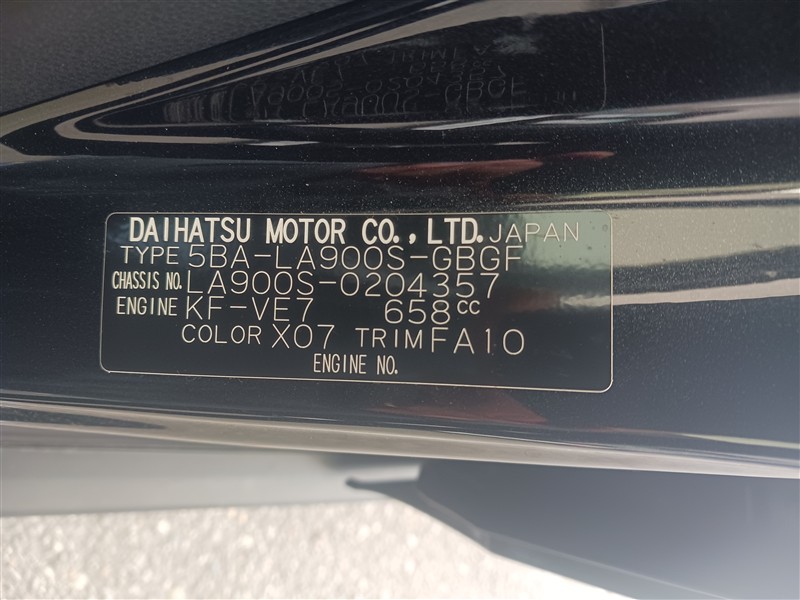 DAIHATSU MOTOR CO., LTD. JAPAN
TYPE 5BA-LA900S-GBGF
CHASSIS NO. LA900S-0204357
ENGINE KF-VE7 658cc
COLOR X07 TRIM FA10
ENGINE NO.